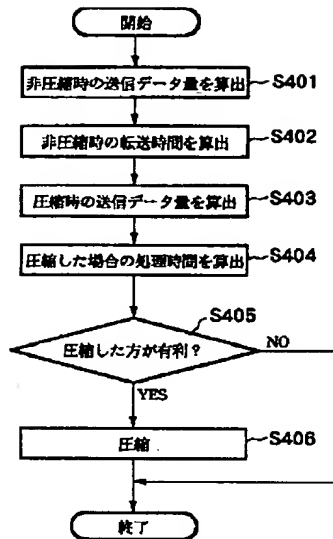 開始
非圧縮時の送信データ量を算出 S401
非圧縮時の転送時間を算出 S402
圧縮時の送信データ量を算出 S403
圧縮した場合の処理時間を算出 S404
S405
圧縮した方が有利? NO
YES
圧縮 S406
終了